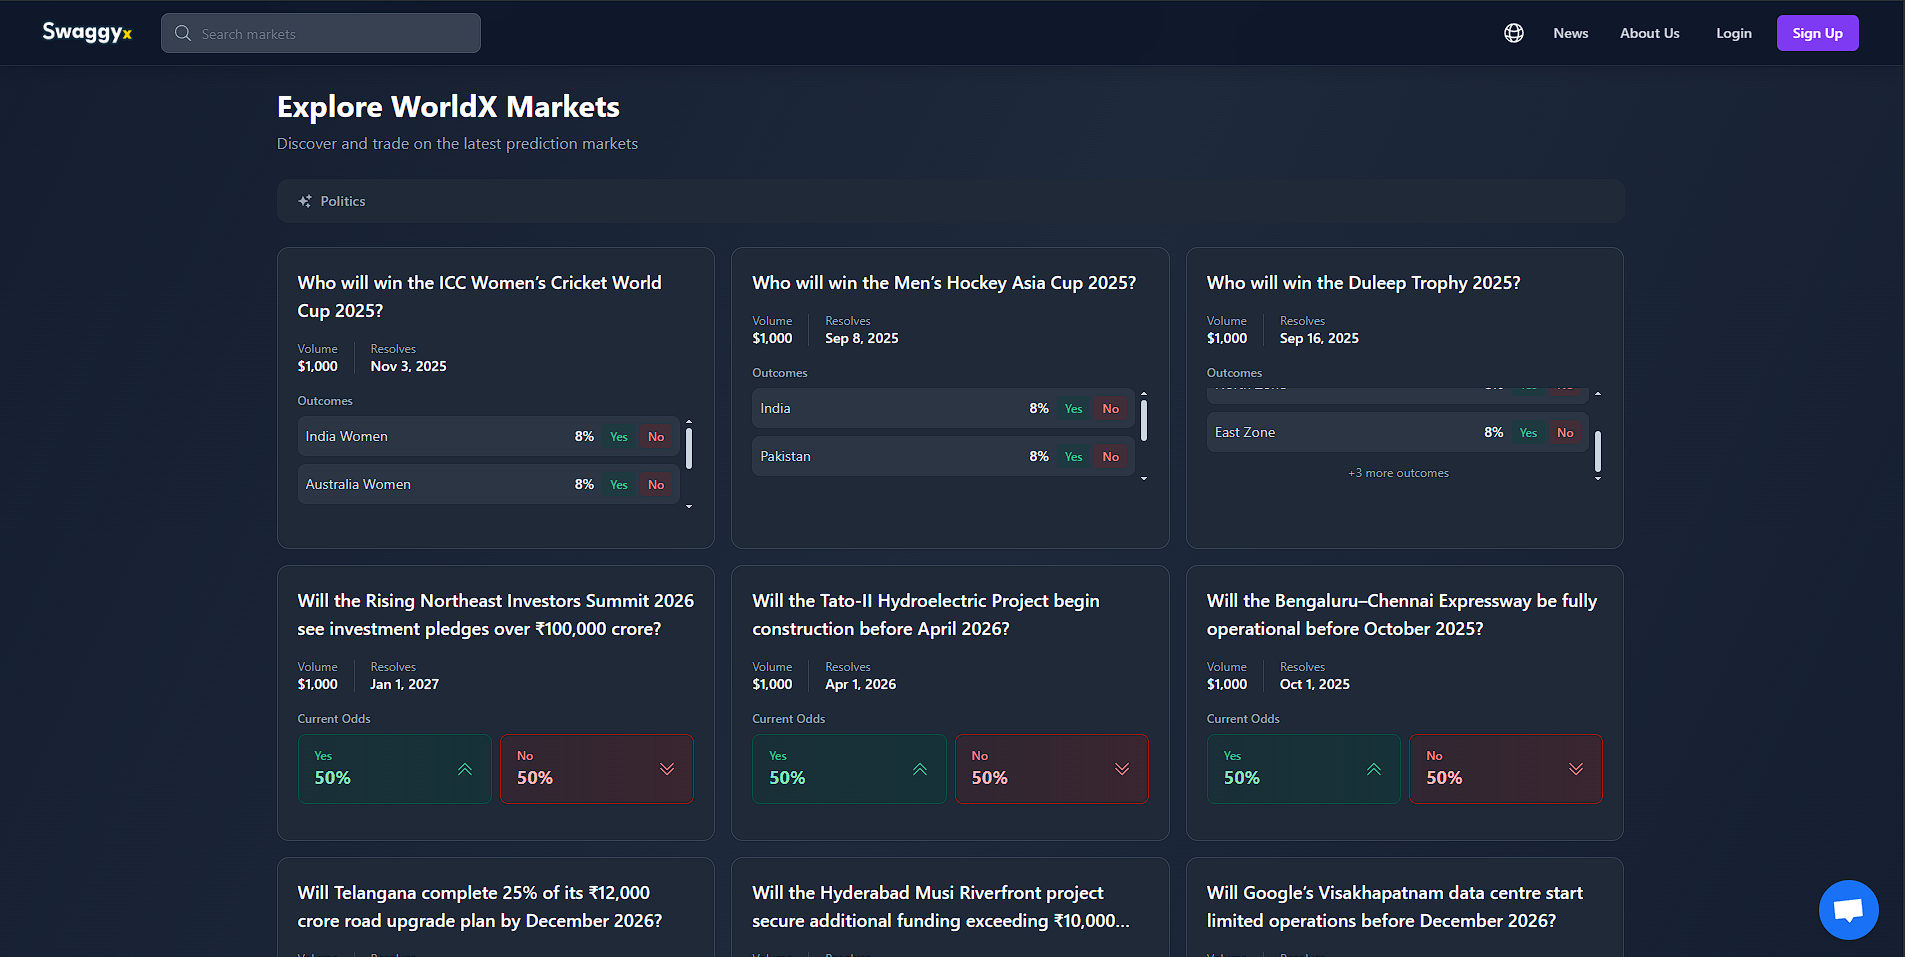 Swaggyx
Search markets
News
About Us
Login
Sign Up
Explore WorldX Markets
Discover and trade on the latest prediction markets
Politics
Who will win the ICC Women’s Cricket World
Cup 2025?
Volume
$1,000
Resolves
Nov 3, 2025
Outcomes
India Women 8% Yes No
Australia Women 8% Yes No
Who will win the Men’s Hockey Asia Cup 2025?
Volume
$1,000
Resolves
Sep 8, 2025
Outcomes
India 8% Yes No
Pakistan 8% Yes No
Who will win the Duleep Trophy 2025?
Volume
$1,000
Resolves
Sep 16, 2025
Outcomes
East Zone 8% Yes No
+3 more outcomes
Will the Rising Northeast Investors Summit 2026
see investment pledges over ₹100,000 crore?
Volume
$1,000
Resolves
Jan 1, 2027
Current Odds
Yes
50%
No
50%
Will the Tato-II Hydroelectric Project begin
construction before April 2026?
Volume
$1,000
Resolves
Apr 1, 2026
Current Odds
Yes
50%
No
50%
Will the Bengaluru–Chennai Expressway be fully
operational before October 2025?
Volume
$1,000
Resolves
Oct 1, 2025
Current Odds
Yes
50%
No
50%
Will Telangana complete 25% of its ₹12,000
crore road upgrade plan by December 2026?
Will the Hyderabad Musi Riverfront project
secure additional funding exceeding ₹10,000...
Will Google’s Visakhapatnam data centre start
limited operations before December 2026?